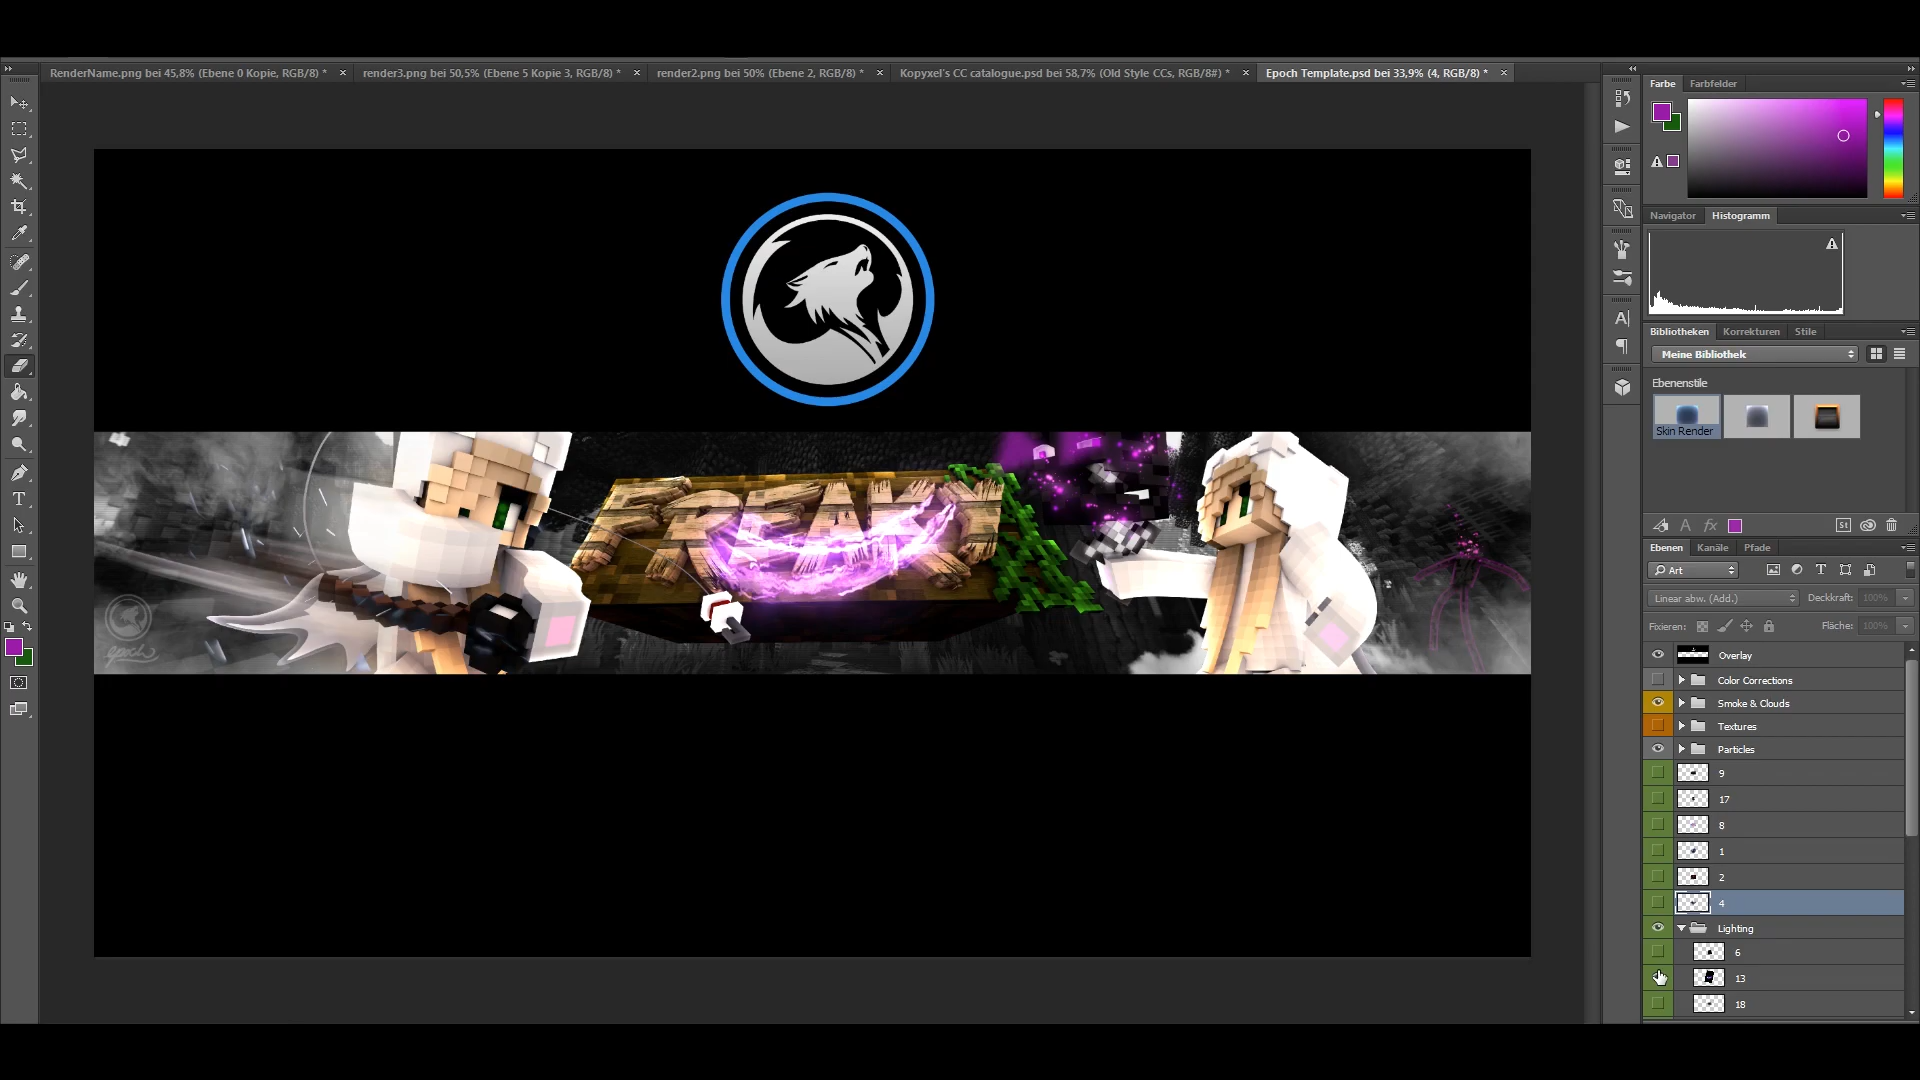 RenderName.png bei 45,8% (Ebene 0 Kopie, RGB/8) *
render3.png bei 50,5% (Ebene 5 Kopie 3, RGB/8) *
render2.png bei 50% (Ebene 2, RGB/8) *
Kopyxel's CC catalogue.psd bei 58,7% (Old Style CCs, RGB/8#) *
Epoch Template.psd bei 33,9% (4, RGB/8) *
Farbe
Farbfelder
Navigator
Histogramm
Bibliotheken
Korrekturen
Stile
Meine Bibliothek
Ebenenstile
Skin Render
Ebenen
Kanäle
Pfade
Art
Linear abw. (Add.)
Deckkraft: 100%
Fixieren:
Fläche: 100%
Overlay
Color Corrections
Smoke & Clouds
Textures
Particles
9
17
8
1
2
4
Lighting
6
13
18
epoch